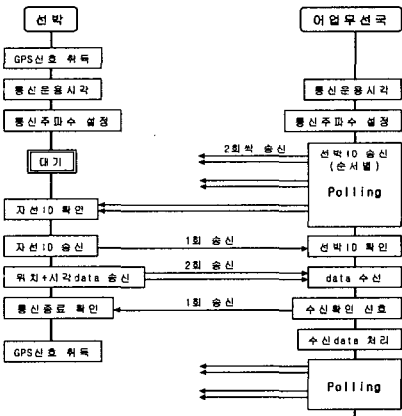 선박
어업무선국
GPS신호 취득
통신운용시각
통신운용시각
통신주파수 설정
통신주파수 설정
대기
2회씩 송신
선박ID 송신
(순서별)
Polling
자선ID 확인
자선ID 송신
1회 송신
선박ID 확인
위치+시각data 송신
2회 송신
data 수신
통신종료 확인
1회 송신
수신확인 신호
수신data 처리
GPS신호 취득
Polling